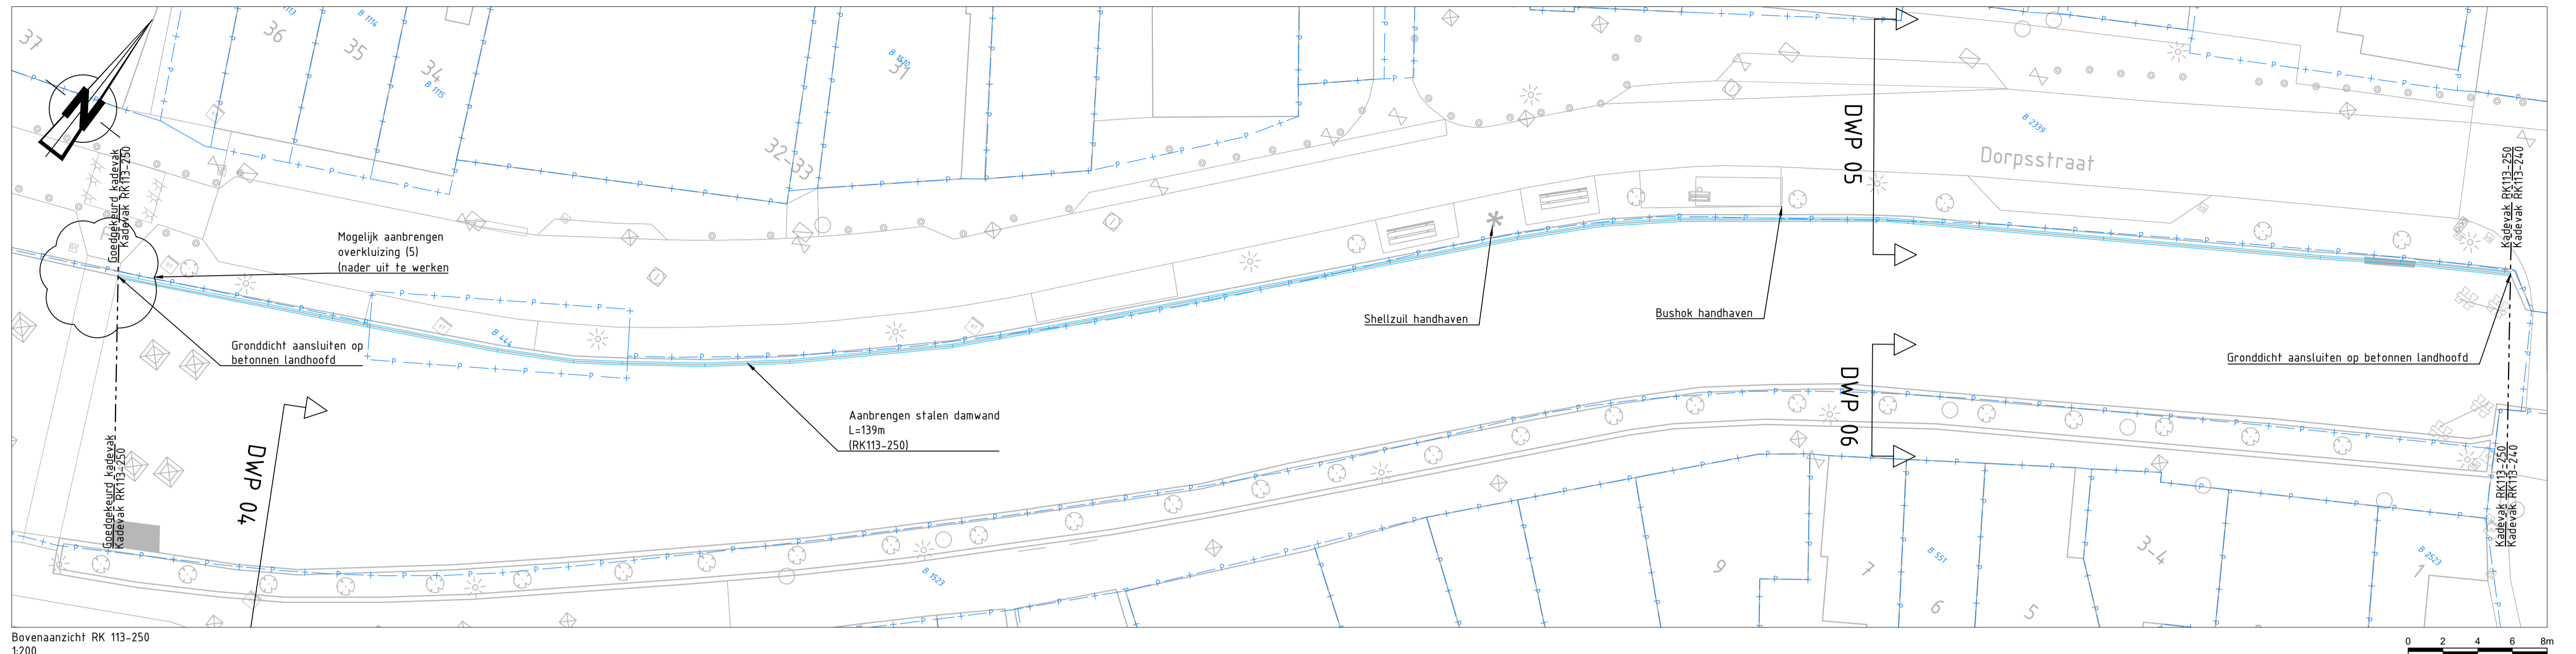 37
36
35
34
B 1113
B 1114
B 1115
B 1510
31
32-33
N
Goedgekeurd kadevak
Kadevak RK113-250
Mogelijk aanbrengen
overkluizing (5)
(nader uit te werken
Gronddicht aansluiten op
betonnen landhoofd
B 444
DWP 04
Goedgekeurd kadevak
Kadevak RK113-250
Aanbrengen stalen damwand
L=139m
(RK113-250)
Shellzuil handhaven
Bushok handhaven
DWP 05
DWP 06
B 2339
Dorpsstraat
Kadevak RK113-250
Kadevak RK113-240
Gronddicht aansluiten op betonnen landhoofd
Kadevak RK113-250
Kadevak RK113-240
B 1523
9
7
B 551
6
5
3-4
B 2523
1
Bovenaanzicht RK 113-250
1:200
0 2 4 6 8m